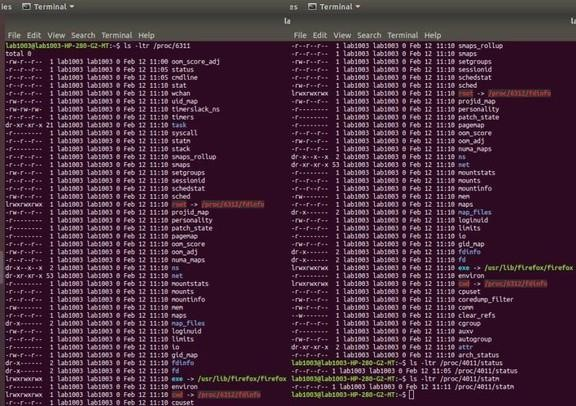 ies Terminal
File Edit View Search Terminal Help
lab1003@lab1003-HP-280-G2-MT:~$ ls -ltr /proc/6311
total 0
-rw-r--r-- 1 lab1003 lab1003 0 Feb 12 11:00 oom_score_adj
-r--r--r-- 1 lab1003 lab1003 0 Feb 12 11:05 status
-r--r--r-- 1 lab1003 lab1003 0 Feb 12 11:05 cmdline
-r--r--r-- 1 lab1003 lab1003 0 Feb 12 11:10 stat
-r--r--r-- 1 lab1003 lab1003 0 Feb 12 11:10 wchan
-rw-r--r-- 1 lab1003 lab1003 0 Feb 12 11:10 uid_map
-rw-rw-rw- 1 lab1003 lab1003 0 Feb 12 11:10 timerslack_ns
-r--r--r-- 1 lab1003 lab1003 0 Feb 12 11:10 timers
dr-xr-xr-x 21 lab1003 lab1003 0 Feb 12 11:10 task
-r-------- 1 lab1003 lab1003 0 Feb 12 11:10 syscall
-r--r--r-- 1 lab1003 lab1003 0 Feb 12 11:10 statm
-r-------- 1 lab1003 lab1003 0 Feb 12 11:10 stack
-r--r--r-- 1 lab1003 lab1003 0 Feb 12 11:10 smaps_rollup
-r--r--r-- 1 lab1003 lab1003 0 Feb 12 11:10 smaps
-rw-r--r-- 1 lab1003 lab1003 0 Feb 12 11:10 setgroups
-r--r--r-- 1 lab1003 lab1003 0 Feb 12 11:10 sessionid
-r--r--r-- 1 lab1003 lab1003 0 Feb 12 11:10 schedstat
-rw-r--r-- 1 lab1003 lab1003 0 Feb 12 11:10 sched
lrwxrwxrwx 1 lab1003 lab1003 0 Feb 12 11:10 root -> /proc/6312/fdinfo
-rw-r--r-- 1 lab1003 lab1003 0 Feb 12 11:10 projid_map
-r-------- 1 lab1003 lab1003 0 Feb 12 11:10 personality
-r-------- 1 lab1003 lab1003 0 Feb 12 11:10 patch_state
-r-------- 1 lab1003 lab1003 0 Feb 12 11:10 pagemap
-r--r--r-- 1 lab1003 lab1003 0 Feb 12 11:10 oom_score
-rw-r--r-- 1 lab1003 lab1003 0 Feb 12 11:10 oom_adj
-r--r--r-- 1 lab1003 lab1003 0 Feb 12 11:10 numa_maps
dr-x--x--x 2 lab1003 lab1003 0 Feb 12 11:10 ns
dr-xr-xr-x 53 lab1003 lab1003 0 Feb 12 11:10 net
-r-------- 1 lab1003 lab1003 0 Feb 12 11:10 mountstats
-r--r--r-- 1 lab1003 lab1003 0 Feb 12 11:10 mounts
-r--r--r-- 1 lab1003 lab1003 0 Feb 12 11:10 mountinfo
-rw------- 1 lab1003 lab1003 0 Feb 12 11:10 mem
-r--r--r-- 1 lab1003 lab1003 0 Feb 12 11:10 maps
dr-x------ 2 lab1003 lab1003 0 Feb 12 11:10 map_files
-rw-r--r-- 1 lab1003 lab1003 0 Feb 12 11:10 loginuid
-r--r--r-- 1 lab1003 lab1003 0 Feb 12 11:10 limits
-r-------- 1 lab1003 lab1003 0 Feb 12 11:10 io
-rw-r--r-- 1 lab1003 lab1003 0 Feb 12 11:10 gid_map
dr-x------ 2 lab1003 lab1003 0 Feb 12 11:10 fdinfo
dr-x------ 2 lab1003 lab1003 0 Feb 12 11:10 fd
lrwxrwxrwx 1 lab1003 lab1003 0 Feb 12 11:10 exe -> /usr/lib/firefox/firefox
-r-------- 1 lab1003 lab1003 0 Feb 12 11:10 environ
lrwxrwxrwx 1 lab1003 lab1003 0 Feb 12 11:10 cwd -> /proc/6312/fdinfo
-r--r--r-- 1 lab1003 lab1003 0 Feb 12 11:10 cpuset
es Terminal
File Edit View Search Terminal Help
-r--r--r-- 1 lab1003 lab1003 0 Feb 12 11:10 smaps_rollup
-r--r--r-- 1 lab1003 lab1003 0 Feb 12 11:10 smaps
-rw-r--r-- 1 lab1003 lab1003 0 Feb 12 11:10 setgroups
-r--r--r-- 1 lab1003 lab1003 0 Feb 12 11:10 sessionid
-r--r--r-- 1 lab1003 lab1003 0 Feb 12 11:10 schedstat
-rw-r--r-- 1 lab1003 lab1003 0 Feb 12 11:10 sched
lrwxrwxrwx 1 lab1003 lab1003 0 Feb 12 11:10 root -> /proc/6312/fdinfo
-rw-r--r-- 1 lab1003 lab1003 0 Feb 12 11:10 projid_map
-r-------- 1 lab1003 lab1003 0 Feb 12 11:10 personality
-r-------- 1 lab1003 lab1003 0 Feb 12 11:10 patch_state
-r-------- 1 lab1003 lab1003 0 Feb 12 11:10 pagemap
-r--r--r-- 1 lab1003 lab1003 0 Feb 12 11:10 oom_score
-rw-r--r-- 1 lab1003 lab1003 0 Feb 12 11:10 oom_adj
-r--r--r-- 1 lab1003 lab1003 0 Feb 12 11:10 numa_maps
dr-x--x--x 2 lab1003 lab1003 0 Feb 12 11:10 ns
dr-xr-xr-x 53 lab1003 lab1003 0 Feb 12 11:10 net
-r-------- 1 lab1003 lab1003 0 Feb 12 11:10 mountstats
-r--r--r-- 1 lab1003 lab1003 0 Feb 12 11:10 mounts
-r--r--r-- 1 lab1003 lab1003 0 Feb 12 11:10 mountinfo
-rw------- 1 lab1003 lab1003 0 Feb 12 11:10 mem
-r--r--r-- 1 lab1003 lab1003 0 Feb 12 11:10 maps
dr-x------ 2 lab1003 lab1003 0 Feb 12 11:10 map_files
-rw-r--r-- 1 lab1003 lab1003 0 Feb 12 11:10 loginuid
-r--r--r-- 1 lab1003 lab1003 0 Feb 12 11:10 limits
-r-------- 1 lab1003 lab1003 0 Feb 12 11:10 io
-rw-r--r-- 1 lab1003 lab1003 0 Feb 12 11:10 gid_map
dr-x------ 2 lab1003 lab1003 0 Feb 12 11:10 fdinfo
dr-x------ 2 lab1003 lab1003 0 Feb 12 11:10 fd
lrwxrwxrwx 1 lab1003 lab1003 0 Feb 12 11:10 exe -> /usr/lib/firefox/firefox
-r-------- 1 lab1003 lab1003 0 Feb 12 11:10 environ
lrwxrwxrwx 1 lab1003 lab1003 0 Feb 12 11:10 cwd -> /proc/6312/fdinfo
-r--r--r-- 1 lab1003 lab1003 0 Feb 12 11:10 cpuset
-rw-r--r-- 1 lab1003 lab1003 0 Feb 12 11:10 coredump_filter
-rw-r--r-- 1 lab1003 lab1003 0 Feb 12 11:10 comm
--w------- 1 lab1003 lab1003 0 Feb 12 11:10 clear_refs
-r--r--r-- 1 lab1003 lab1003 0 Feb 12 11:10 cgroup
-r-------- 1 lab1003 lab1003 0 Feb 12 11:10 auxv
-rw-r--r-- 1 lab1003 lab1003 0 Feb 12 11:10 autogroup
dr-xr-xr-x 2 lab1003 lab1003 0 Feb 12 11:10 attr
-r--r--r-- 1 lab1003 lab1003 0 Feb 12 11:10 arch_status
lab1003@lab1003-HP-280-G2-MT:~$ ls -ltr /proc/4011/status
-r--r--r-- 1 lab1003 lab1003 0 Feb 12 11:05 /proc/4011/status
lab1003@lab1003-HP-280-G2-MT:~$ ls -ltr /proc/4011/statm
-r--r--r-- 1 lab1003 lab1003 0 Feb 12 11:11 /proc/4011/statm
lab1003@lab1003-HP-280-G2-MT:~$